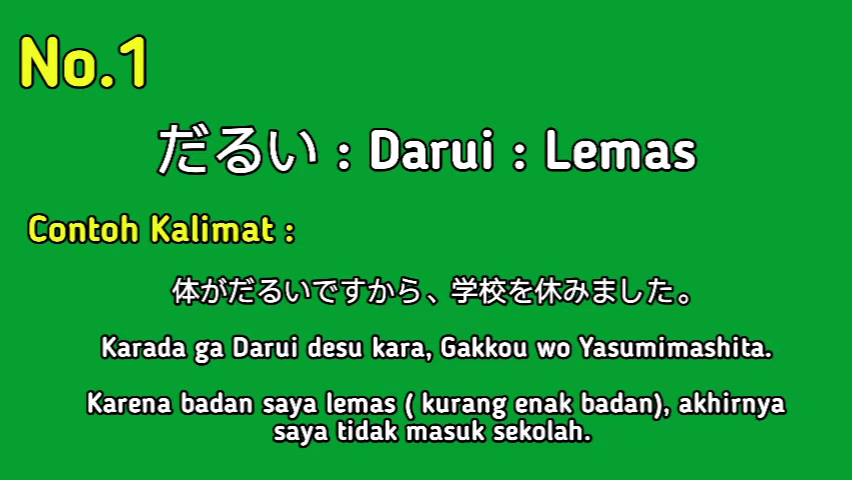 No.1
だるい : Darui : Lemas
Contoh Kalimat :
体がだるいですから、学校を休みました。
Karada ga Darui desu kara, Gakkou wo Yasumimashita.
Karena badan saya lemas ( kurang enak badan), akhirnya
saya tidak masuk sekolah.